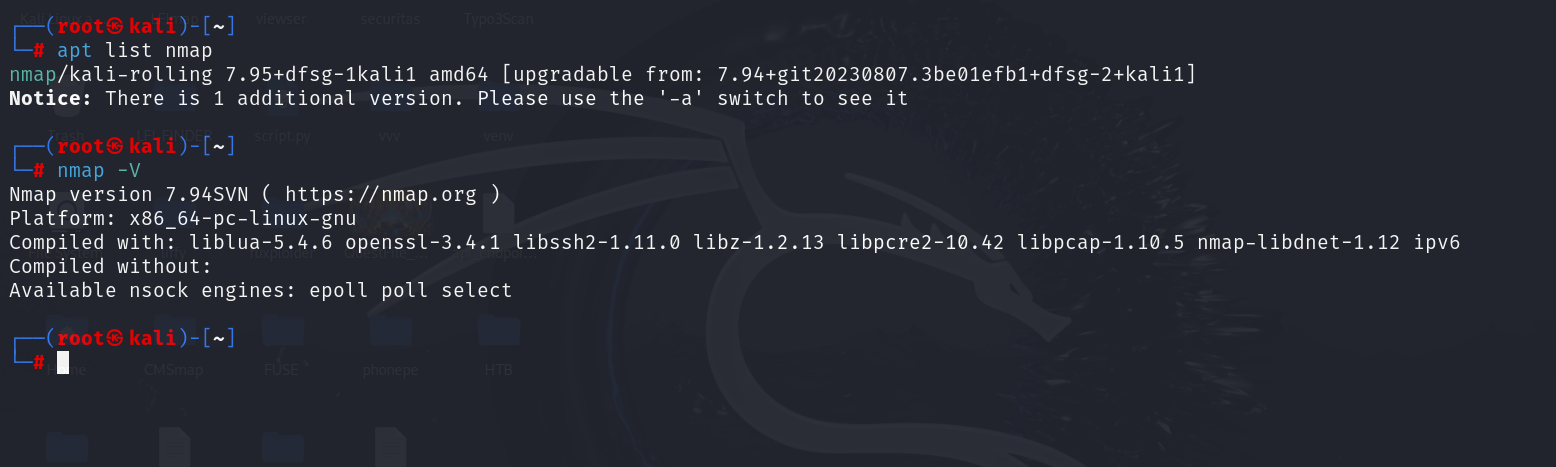 ┌──(root㉿kali)-[~]
└─# apt list nmap
nmap/kali-rolling 7.95+dfsg-1kali1 amd64 [upgradable from: 7.94+git20230807.3be01efb1+dfsg-2+kali1]
Notice: There is 1 additional version. Please use the '-a' switch to see it
┌──(root㉿kali)-[~]
└─# nmap -V
Nmap version 7.94SVN ( https://nmap.org )
Platform: x86_64-pc-linux-gnu
Compiled with: liblua-5.4.6 openssl-3.4.1 libssh2-1.11.0 libz-1.2.13 libpcre2-10.42 libpcap-1.10.5 nmap-libdnet-1.12 ipv6
Compiled without:
Available nsock engines: epoll poll select
┌──(root㉿kali)-[~]
└─#
viewser securitas Typo3Scan
Trash LFI-FINDER script.py vvv venv
Home CMSmap FUSE phonepe HTB